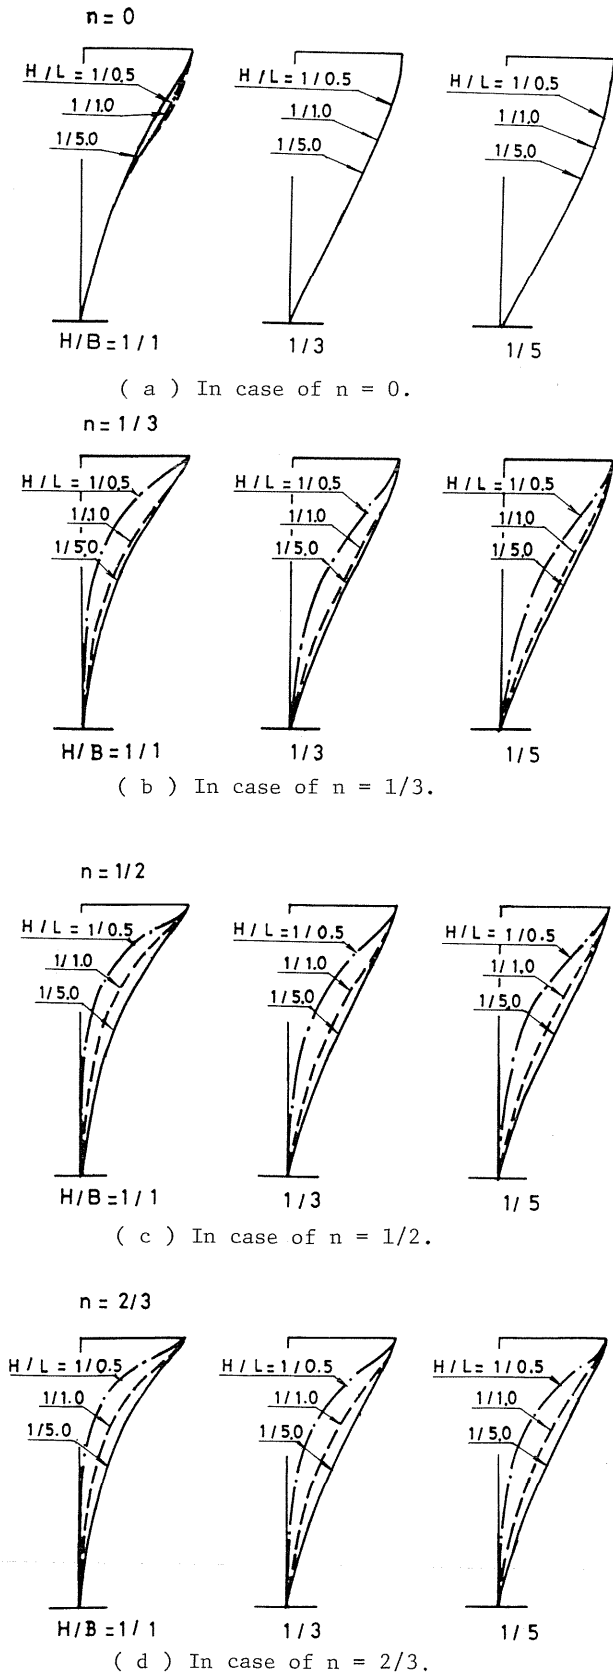 n = 0
H/L = 1/0.5
1/1.0
1/5.0
H/B = 1/1
H/L = 1/0.5
1/1.0
1/5.0
1/3
H/L = 1/0.5
1/1.0
1/5.0
1/5
( a ) In case of n = 0.
n = 1/3
H/L = 1/0.5
1/1.0
1/5.0
H/B = 1/1
H/L = 1/0.5
1/1.0
1/5.0
1/3
H/L = 1/0.5
1/1.0
1/5.0
1/5
( b ) In case of n = 1/3.
n = 1/2
H/L = 1/0.5
1/1.0
1/5.0
H/B = 1/1
H/L = 1/0.5
1/1.0
1/5.0
1/3
H/L = 1/0.5
1/1.0
1/5.0
1/5
( c ) In case of n = 1/2.
n = 2/3
H/L = 1/0.5
1/1.0
1/5.0
H/B = 1/1
H/L = 1/0.5
1/1.0
1/5.0
1/3
H/L = 1/0.5
1/1.0
1/5.0
1/5
( d ) In case of n = 2/3.